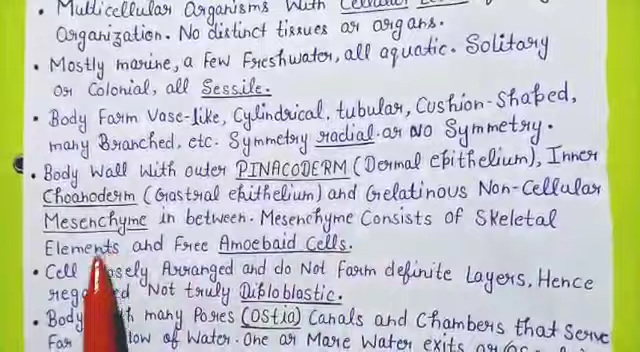 Multicellular Organisms With Cellular
Organization. No distinct tissues or organs.
• Mostly marine, a few Freshwater, all aquatic. Solitary
or Colonial, all Sessile.
• Body Form Vase-like, Cylindrical, tubular, Cushion-Shaped,
many Branched, etc. Symmetry radial or No Symmetry.
• Body Wall With outer PINACODERM (Dermal Epithelium), Inner
Choanoderm (Gastral epithelium) and Gelatinous Non-Cellular
Mesenchyme in between. Mesenchyme Consists of Skeletal
Elements and Free Amoeboid Cells.
• Cell Arranged and do Not Form definite Layers, Hence
Not truly Diploblastic.
• Body many Pores (Ostia) Canals and Chambers that Serve
For of Water. One or More Water exits or